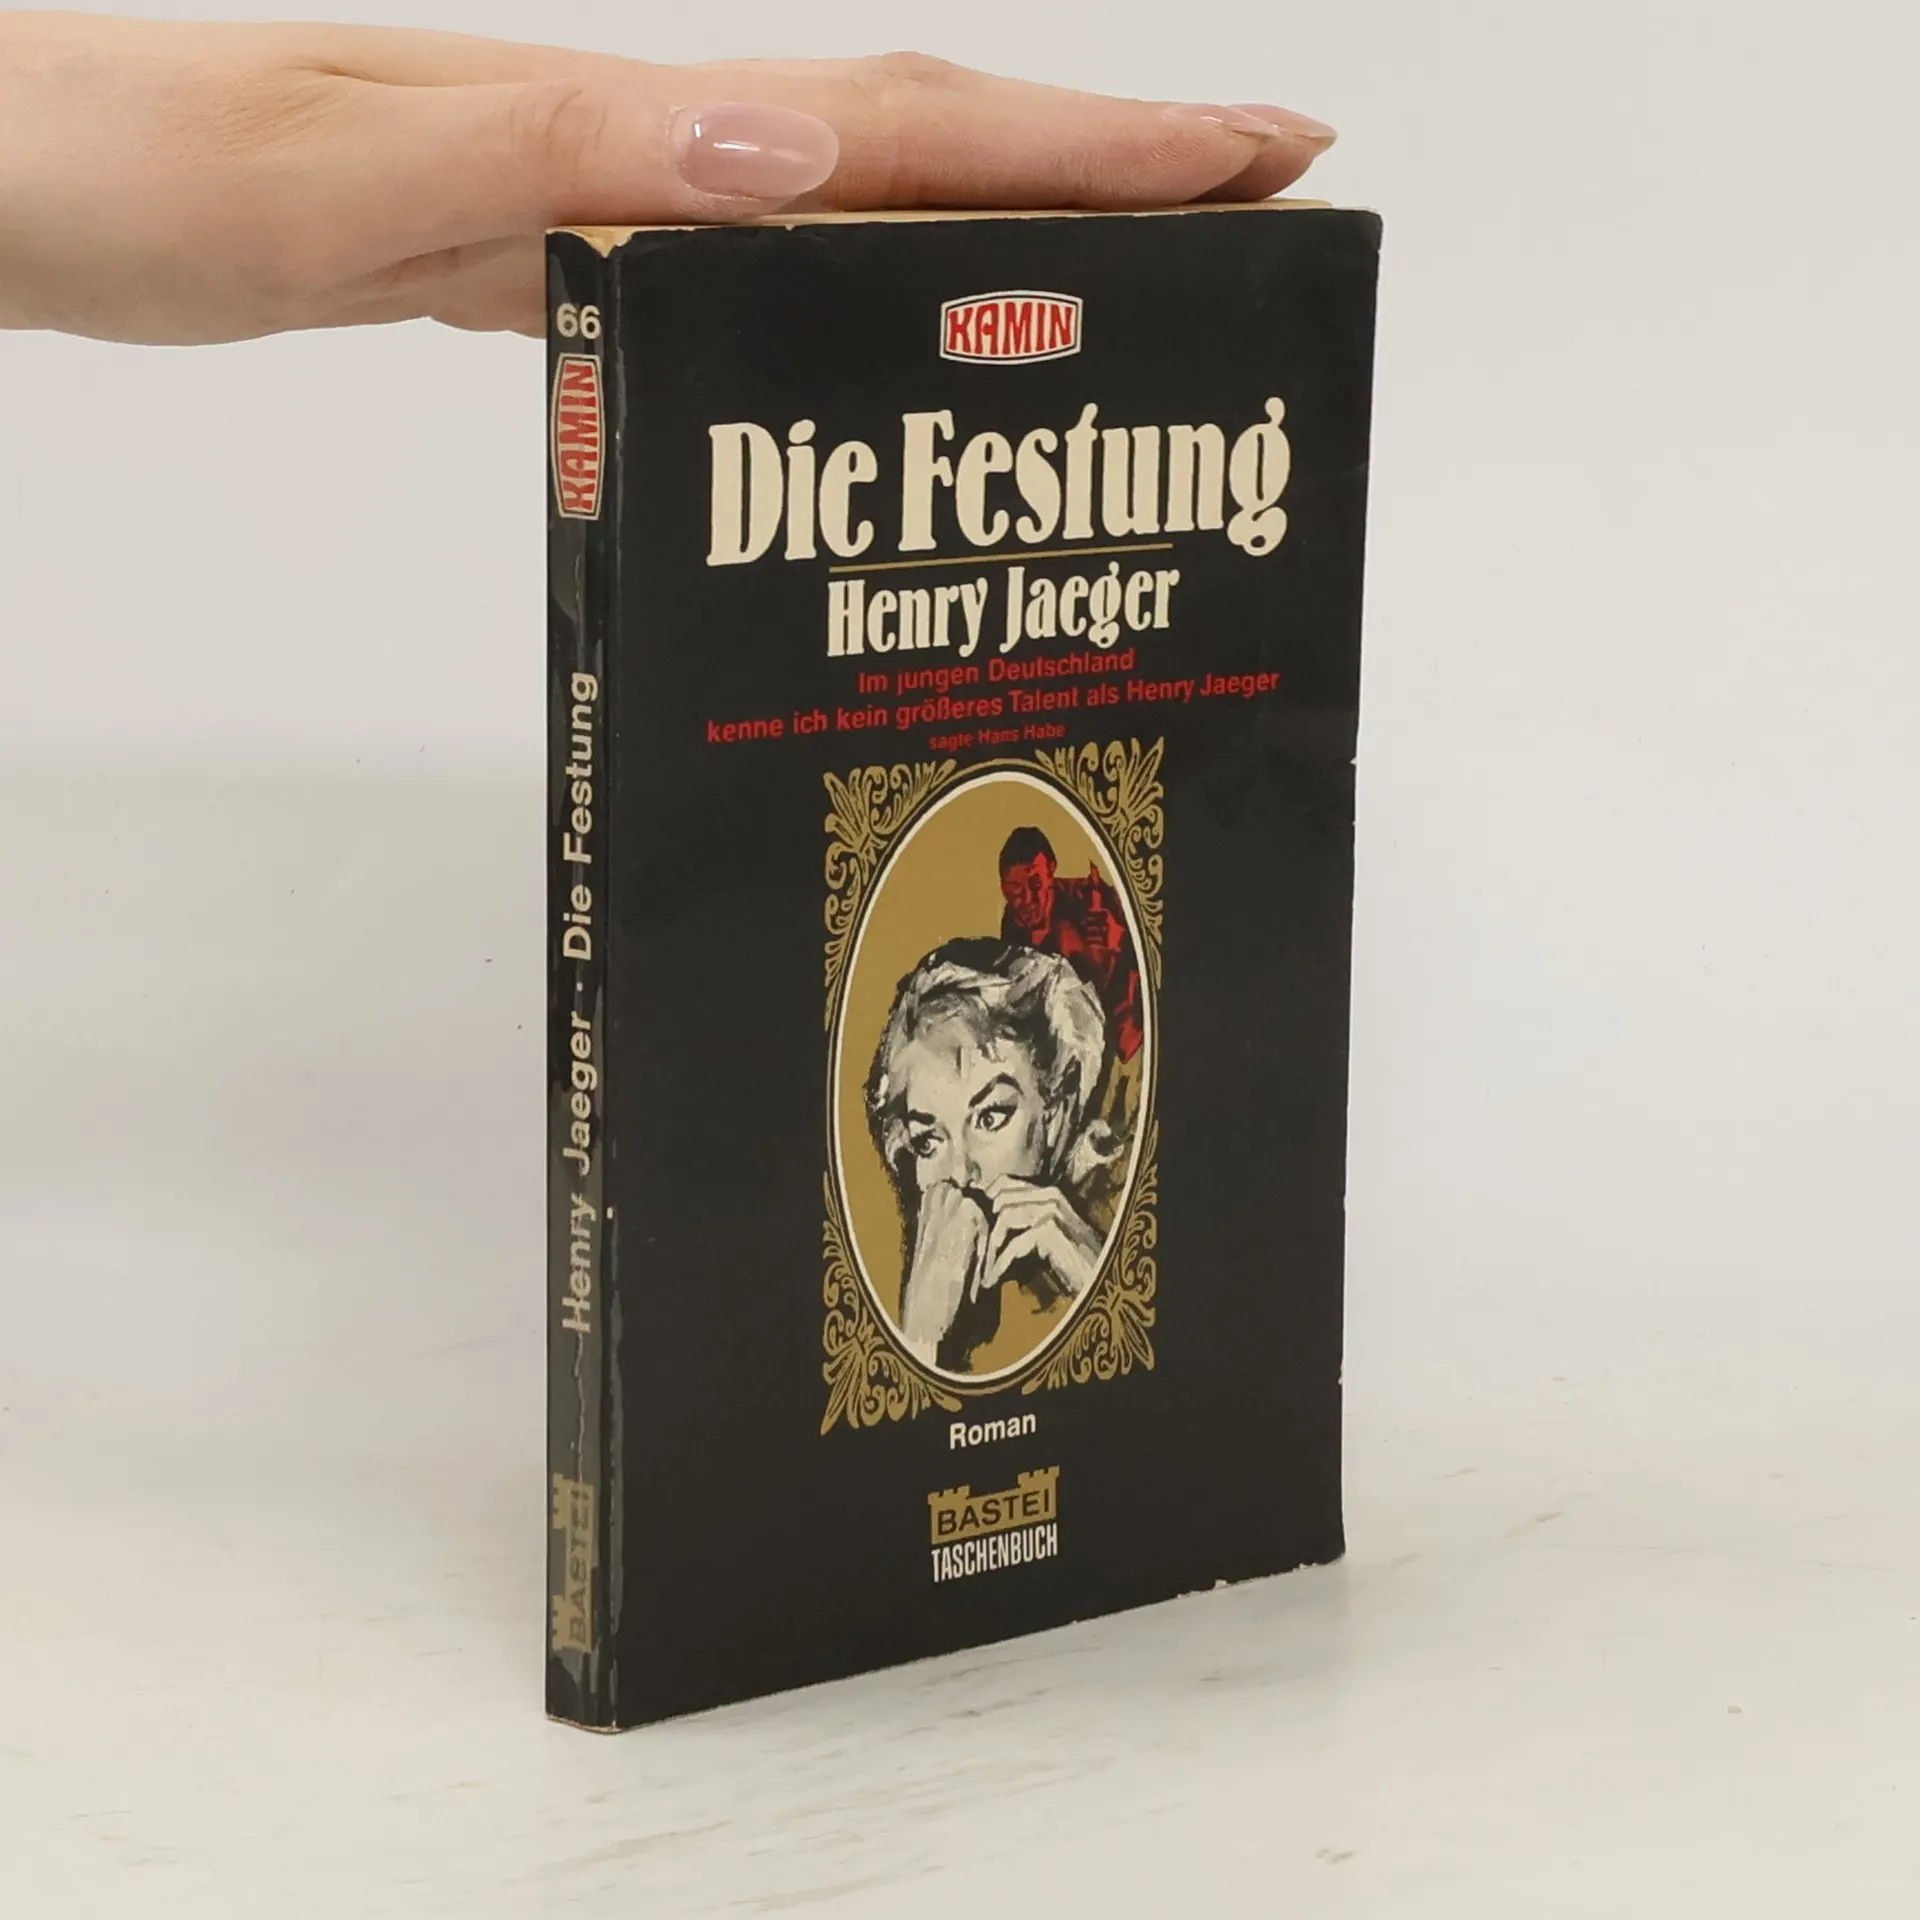 66
KAMIN
Henry Jaeger · Die Festung
BASTEI
KAMIN
Die Festung
Henry Jaeger
Im jungen Deutschland
kenne ich kein größeres Talent als Henry Jaeger
sagte Hans Habe
Roman
BASTEI
TASCHENBUCH